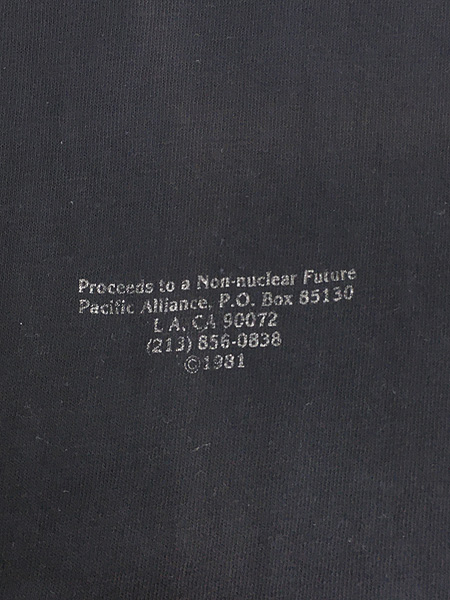 Proceeds to a Non-nuclear Future
Pacific Alliance, P.O. Box 85130
L.A. CA 90072
(213) 856-0838
©1981